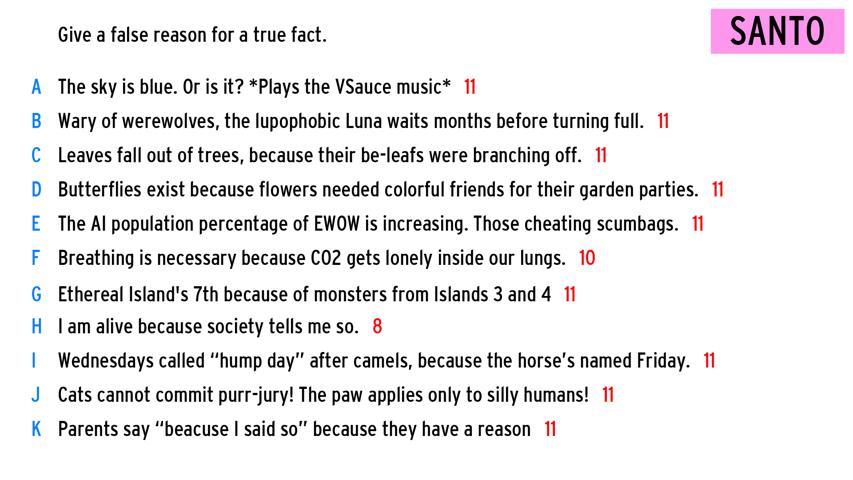 Give a false reason for a true fact.
SANTO
A The sky is blue. Or is it? *Plays the VSauce music* 11
B Wary of werewolves, the lupophobic Luna waits months before turning full. 11
C Leaves fall out of trees, because their be-leafs were branching off. 11
D Butterflies exist because flowers needed colorful friends for their garden parties. 11
E The AI population percentage of EWOW is increasing. Those cheating scumbags. 11
F Breathing is necessary because CO2 gets lonely inside our lungs. 10
G Ethereal Island's 7th because of monsters from Islands 3 and 4 11
H I am alive because society tells me so. 8
I Wednesdays called “hump day” after camels, because the horse’s named Friday. 11
J Cats cannot commit purr-jury! The paw applies only to silly humans! 11
K Parents say “beacuse I said so” because they have a reason 11